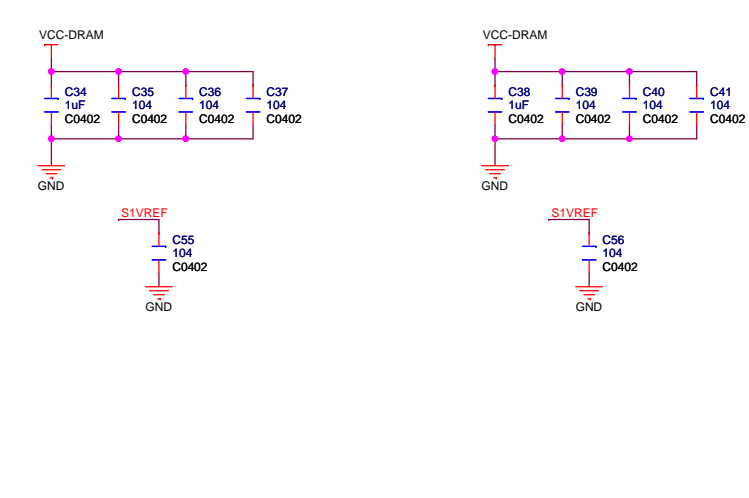 VCC-DRAM
C34
1uF
C0402
C35
104
C0402
C36
104
C0402
C37
104
C0402
GND
S1VREF
C55
104
C0402
GND
VCC-DRAM
C38
1uF
C0402
C39
104
C0402
C40
104
C0402
C41
104
C0402
GND
S1VREF
C56
104
C0402
GND